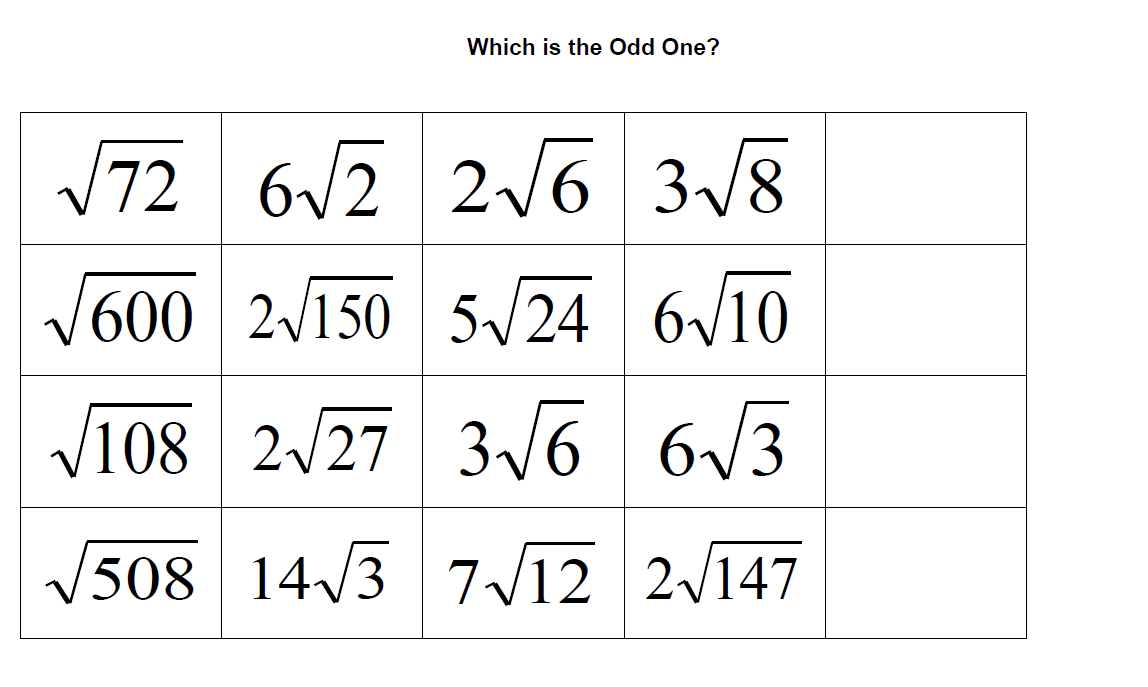 Which is the Odd One?
√72 6√2 2√6 3√8
√600 2√150 5√24 6√10
√108 2√27 3√6 6√3
√508 14√3 7√12 2√147